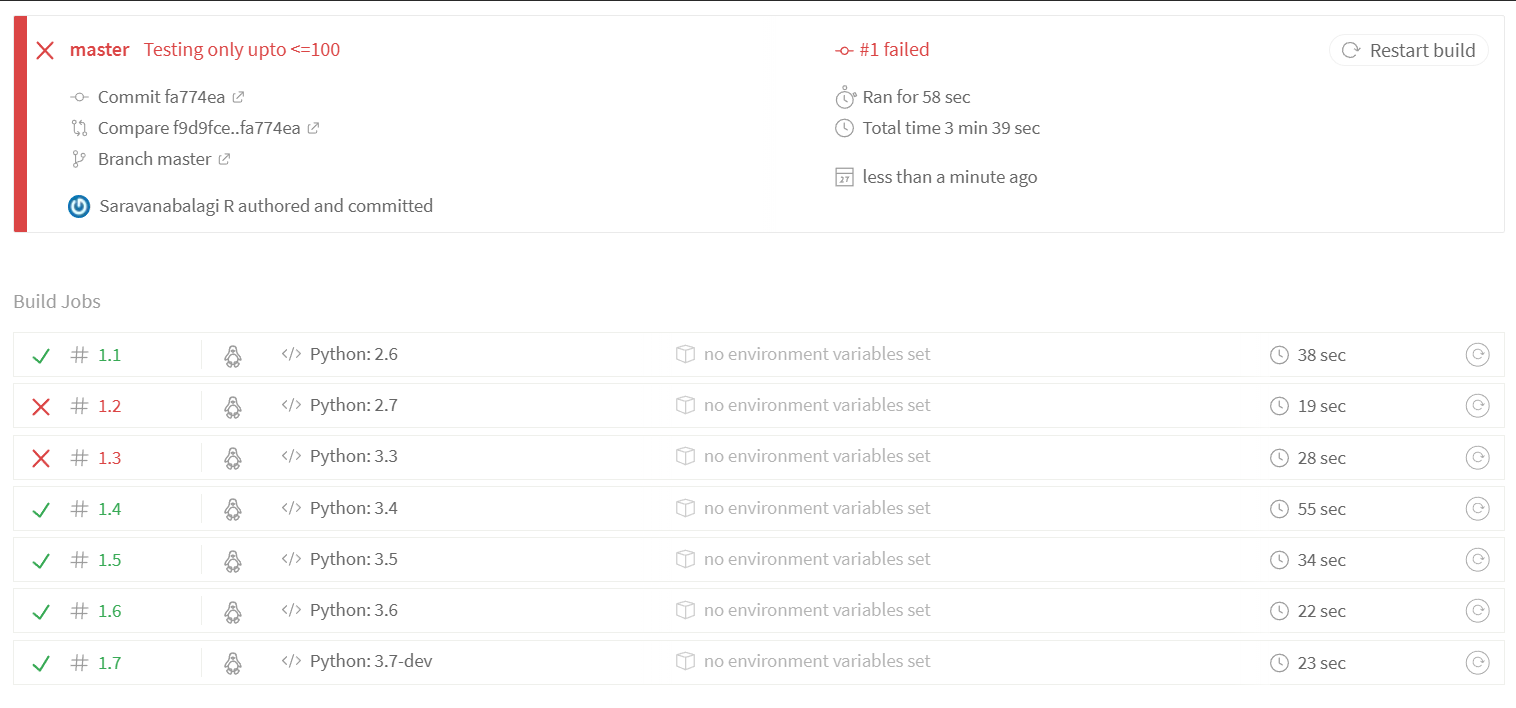 master Testing only upto <=100 #1 failed Restart build
Commit fa774ea Ran for 58 sec
Compare f9d9fce..fa774ea Total time 3 min 39 sec
Branch master
27 less than a minute ago
Saravanabalagi R authored and committed
Build Jobs
# 1.1 </> Python: 2.6 no environment variables set 38 sec
# 1.2 </> Python: 2.7 no environment variables set 19 sec
# 1.3 </> Python: 3.3 no environment variables set 28 sec
# 1.4 </> Python: 3.4 no environment variables set 55 sec
# 1.5 </> Python: 3.5 no environment variables set 34 sec
# 1.6 </> Python: 3.6 no environment variables set 22 sec
# 1.7 </> Python: 3.7-dev no environment variables set 23 sec